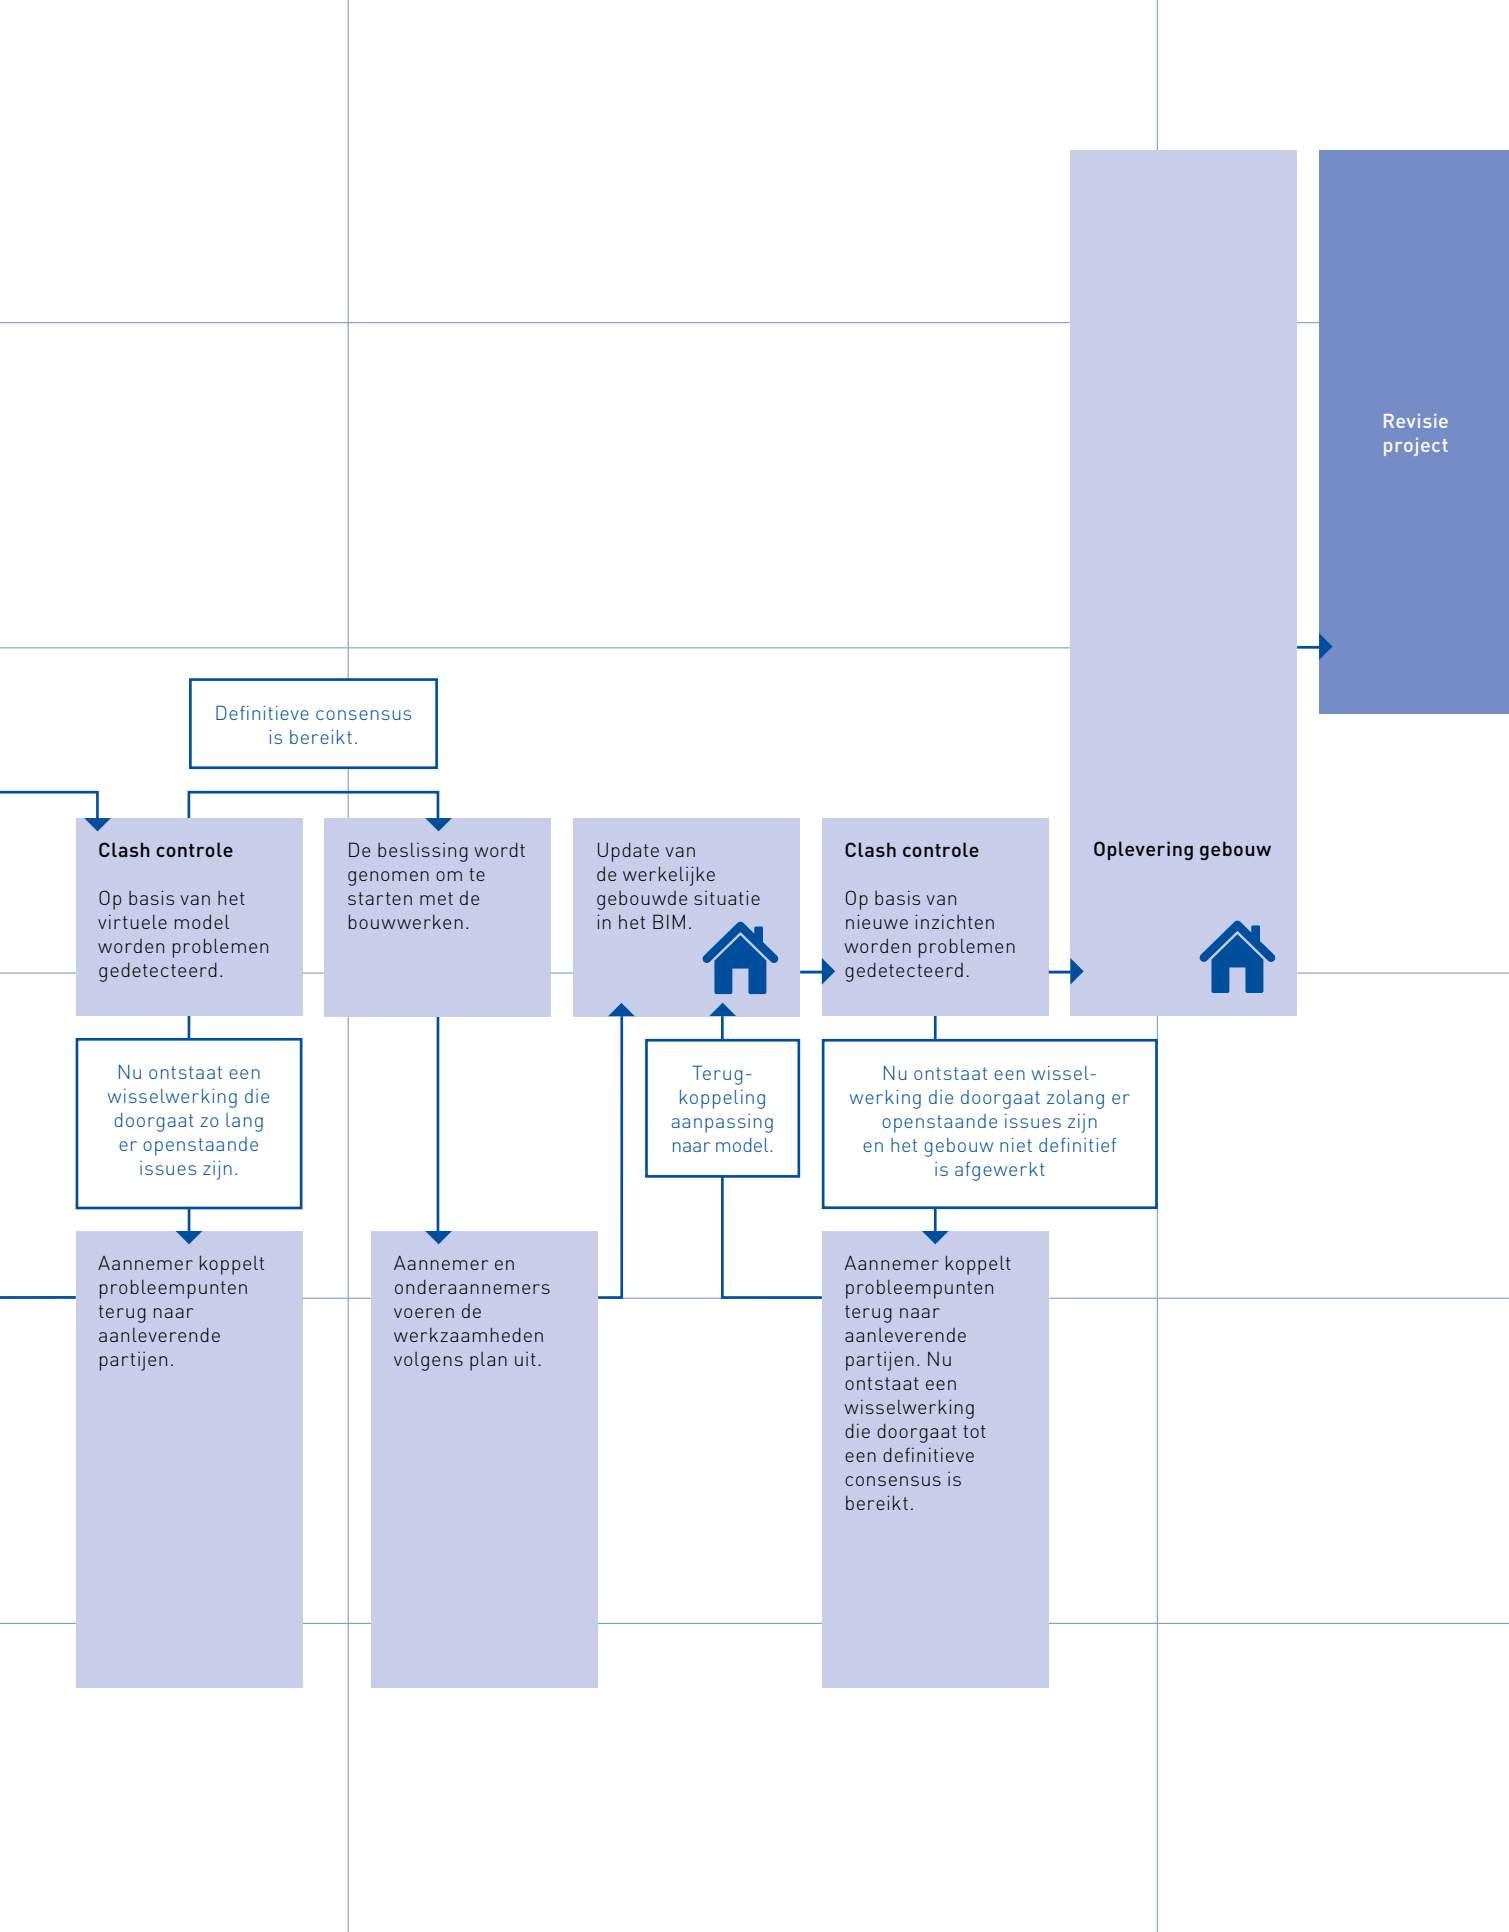 Revisie
project
Definitieve consensus
is bereikt.
Clash controle
Op basis van het
virtuele model
worden problemen
gedetecteerd.
De beslissing wordt
genomen om te
starten met de
bouwwerken.
Update van
de werkelijke
gebouwde situatie
in het BIM.
Clash controle
Op basis van
nieuwe inzichten
worden problemen
gedetecteerd.
Oplevering gebouw
Nu ontstaat een
wisselwerking die
doorgaat zo lang
er openstaande
issues zijn.
Terug-
koppeling
aanpassing
naar model.
Nu ontstaat een wissel-
werking die doorgaat zolang er
openstaande issues zijn
en het gebouw niet definitief
is afgewerkt
Aannemer koppelt
probleempunten
terug naar
aanleverende
partijen.
Aannemer en
onderaannemers
voeren de
werkzaamheden
volgens plan uit.
Aannemer koppelt
probleempunten
terug naar
aanleverende
partijen. Nu
ontstaat een
wisselwerking
die doorgaat tot
een definitieve
consensus is
bereikt.